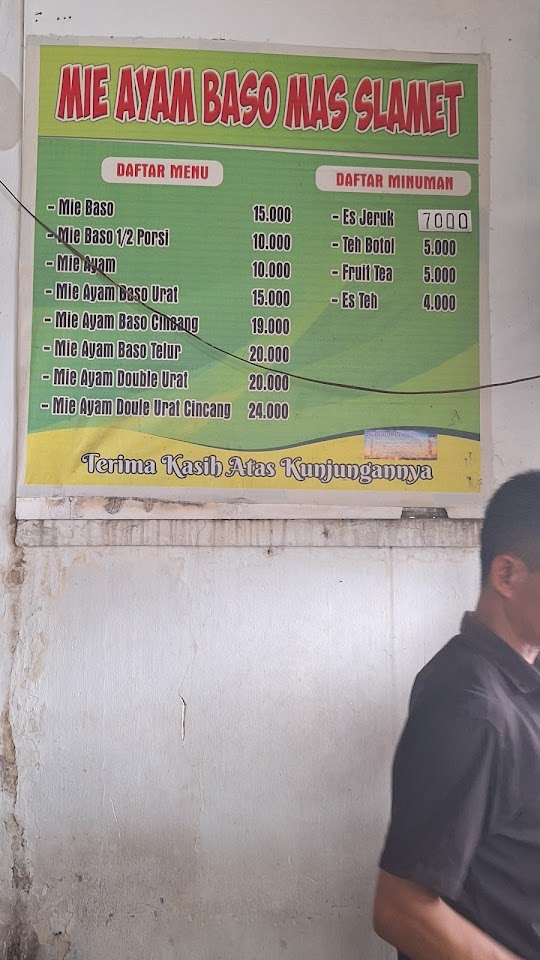 MIE AYAM BASO MAS SLAMET
DAFTAR MENU
- Mie Baso 15.000
- Mie Baso 1/2 Porsi 10.000
- Mie Ayam 10.000
- Mie Ayam Baso Urat 15.000
- Mie Ayam Baso Cincang 19.000
- Mie Ayam Baso Telur 20.000
- Mie Ayam Double Urat 20.000
- Mie Ayam Doule Urat Cincang 24.000
DAFTAR MINUMAN
- Es Jeruk 7000
- Teh Botol 5.000
- Fruit Tea 5.000
- Es Teh 4.000
Terima Kasih Atas Kunjungannya